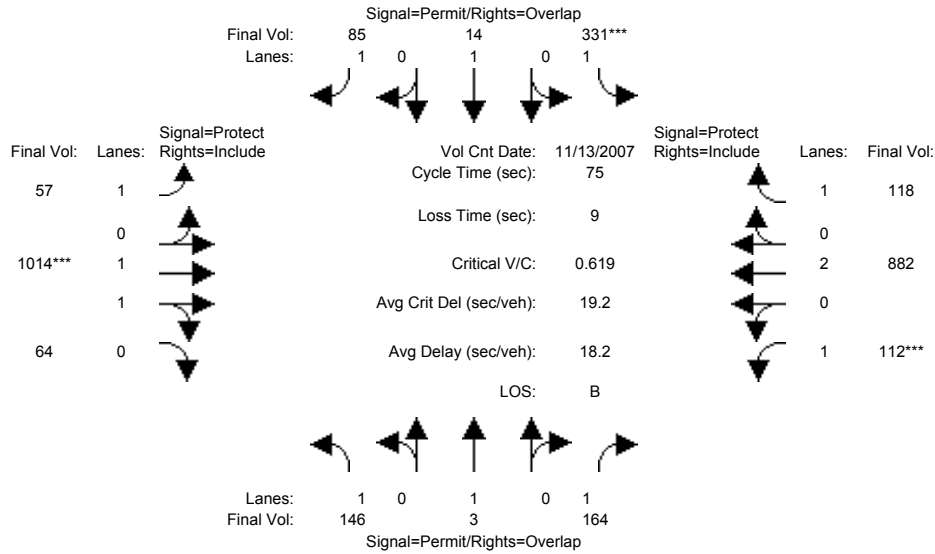 Signal=Permit/Rights=Overlap
Final Vol: 85 14 331***
Lanes: 1 0 1 0 1
Signal=Protect Signal=Protect
Final Vol: Lanes: Rights=Include Vol Cnt Date: 11/13/2007 Rights=Include Lanes: Final Vol:
Cycle Time (sec): 75
57 1 1 118
Loss Time (sec): 9
0 0
1014*** 1 Critical V/C: 0.619 2 882
1 Avg Crit Del (sec/veh): 19.2 0
64 0 Avg Delay (sec/veh): 18.2 1 112***
LOS: B
Lanes: 1 0 1 0 1
Final Vol: 146 3 164
Signal=Permit/Rights=Overlap